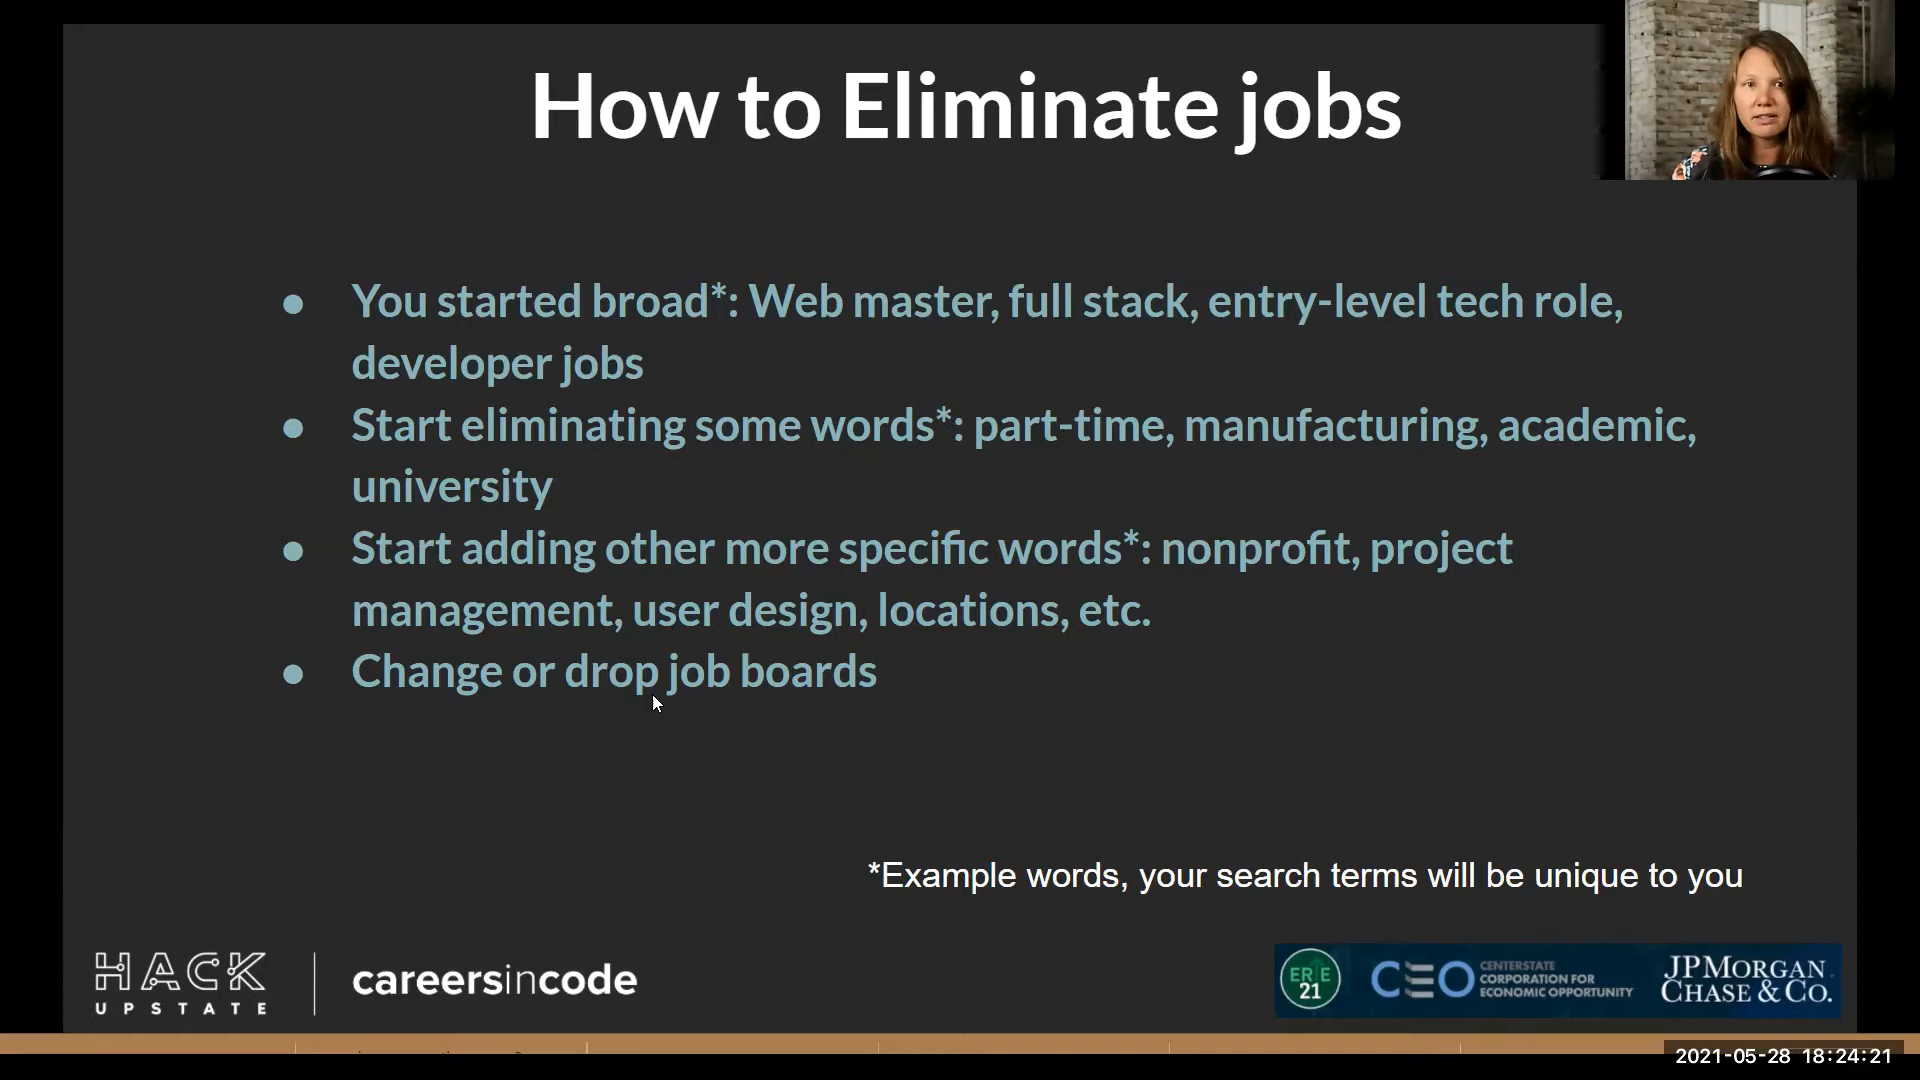 How to Eliminate jobs
● You started broad*: Web master, full stack, entry-level tech role,
developer jobs
● Start eliminating some words*: part-time, manufacturing, academic,
university
● Start adding other more specific words*: nonprofit, project
management, user design, locations, etc.
● Change or drop job boards
*Example words, your search terms will be unique to you
HACK
UPSTATE
careersincode
ERIE
21
CEO
CENTERSTATE
CORPORATION FOR
ECONOMIC OPPORTUNITY
JPMORGAN
CHASE & CO.
2021-05-28 18:24:21